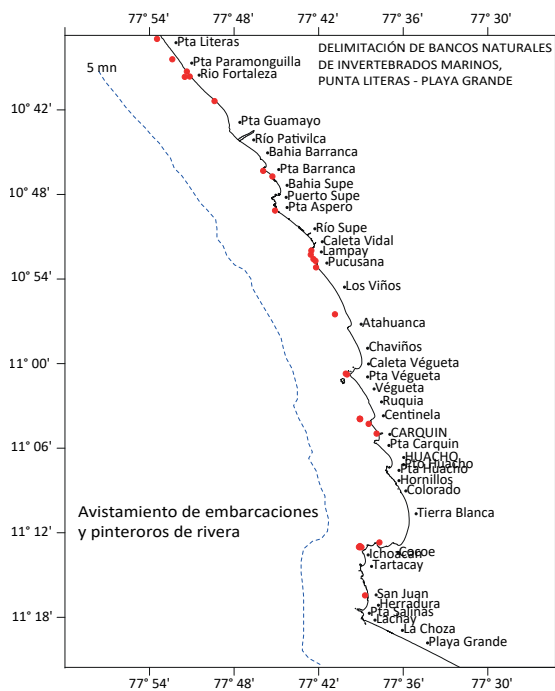 77° 54' 77° 48' 77° 42' 77° 36' 77° 30'
DELIMITACIÓN DE BANCOS NATURALES
DE INVERTEBRADOS MARINOS,
PUNTA LITERAS - PLAYA GRANDE
Pta Literas
5 mn
Pta Paramonguilla
Rio Fortaleza
10° 42'
Pta Guamayo
Río Pativilca
Bahia Barranca
Pta Barranca
10° 48'
Bahia Supe
Puerto Supe
Pta Aspero
Río Supe
Caleta Vidal
Lampay
Pucusana
10° 54'
Los Viños
Atahuanca
Chaviños
11° 00'
Caleta Végueta
Pta Végueta
Végueta
Ruquia
Centinela
CARQUIN
11° 06'
Pta Carquin
HUACHO
Pto Huacho
Pta Huacho
Hornillos
Colorado
Tierra Blanca
Avistamiento de embarcaciones
y pinteroros de rivera
11° 12'
Cocoe
Ichoacan
Tartacay
San Juan
Herradura
Pta Salinas
11° 18'
Lachay
La Choza
Playa Grande
77° 54' 77° 48' 77° 42' 77° 36' 77° 30'